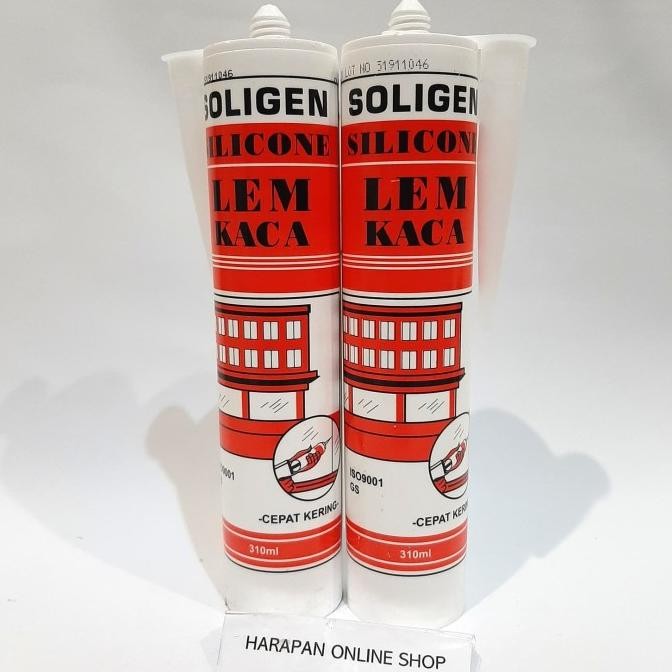 31911046
SOLIGEN
SILICONE
LEM
KACA
ISO9001
-CEPAT KERING-
310ml
LOT NO 31911046
SOLIGEN
SILICONE
LEM
KACA
ISO9001
GS
-CEPAT KERING
310ml
HARAPAN ONLINE SHOP